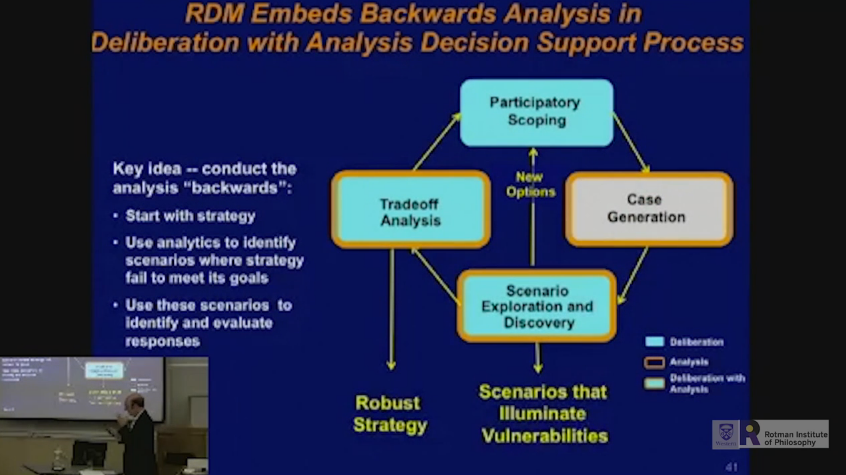 RDM Embeds Backwards Analysis in
Deliberation with Analysis Decision Support Process
Participatory
Scoping
Key idea -- conduct the
analysis “backwards”:
• Start with strategy
• Use analytics to identify
scenarios where strategy
fail to meet its goals
• Use these scenarios to
identify and evaluate
responses
New
Options
Tradeoff
Analysis
Case
Generation
Scenario
Exploration and
Discovery
Deliberation
Analysis
Deliberation with
Analysis
Robust
Strategy
Scenarios that
Illuminate
Vulnerabilities
Rotman Institute
of Philosophy
41